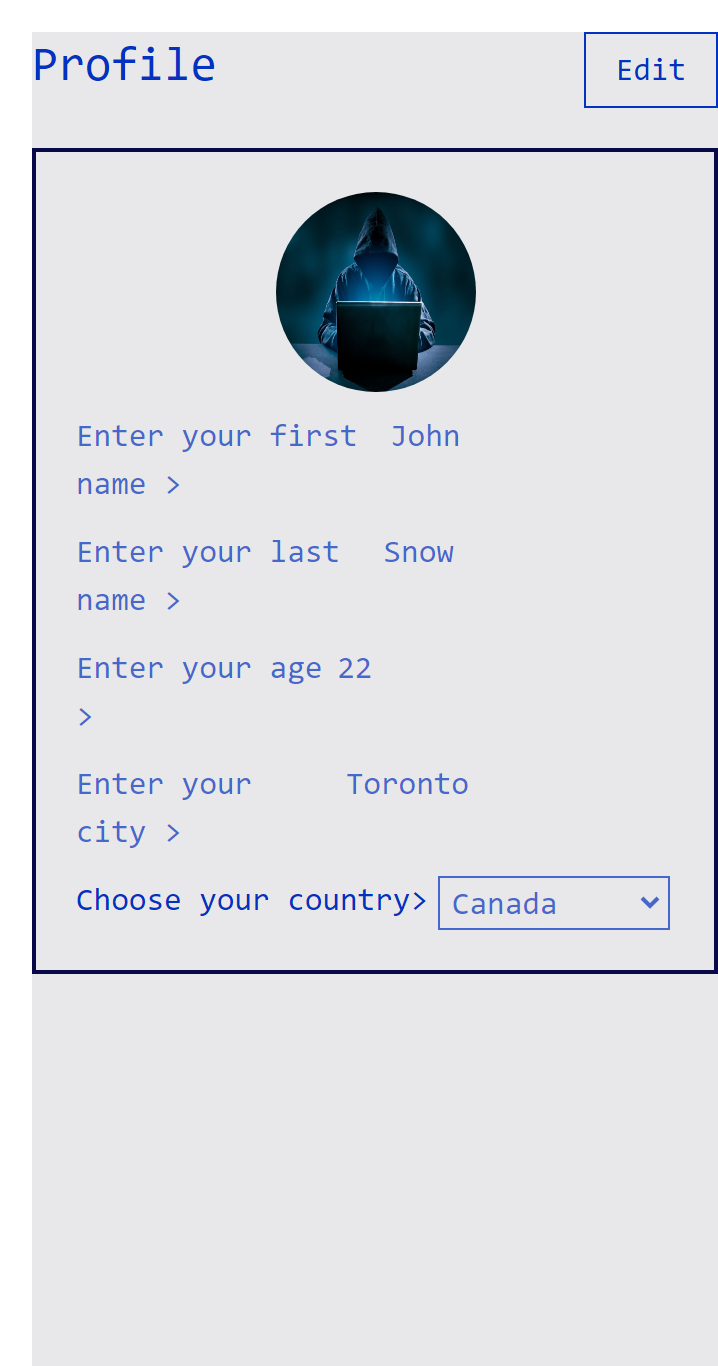 Profile
Edit
Enter your first name > John
Enter your last name > Snow
Enter your age > 22
Enter your city > Toronto
Choose your country> Canada